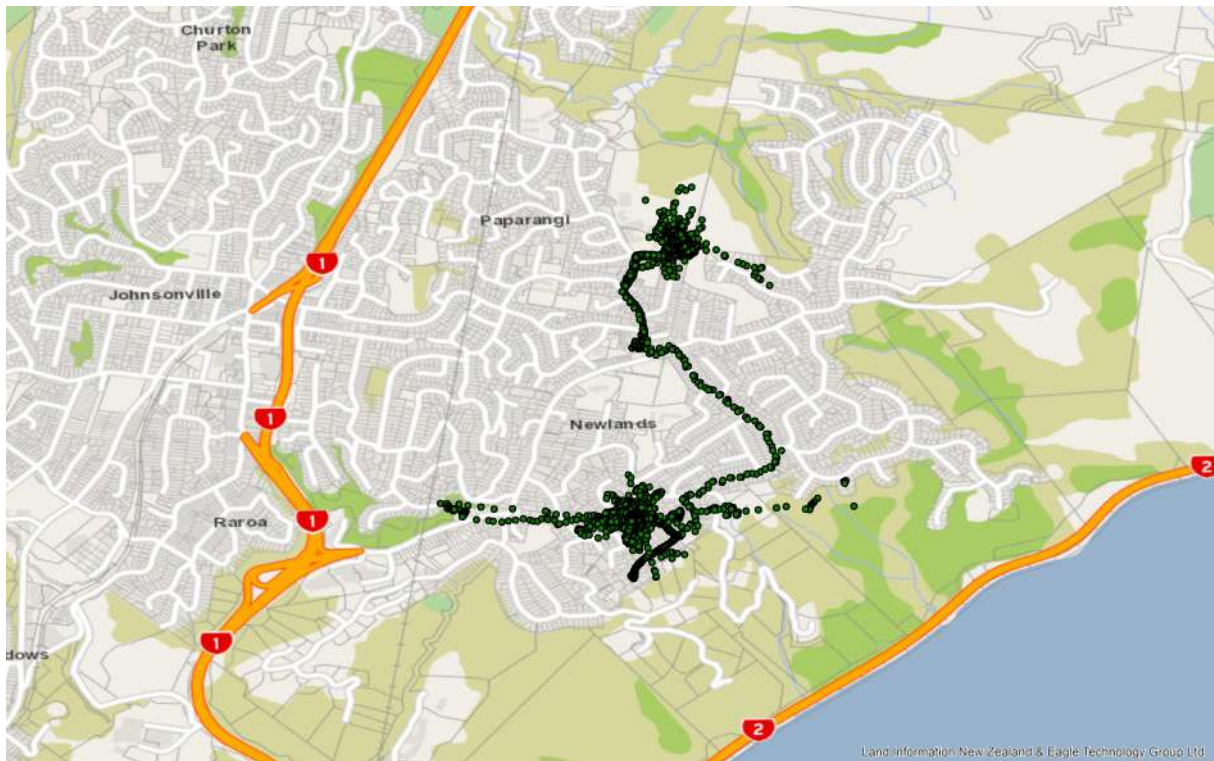 Churton
Park
Paparangi
1
Johnsonville
1
Newlands
2
Raroa
1
1
dows
2
Land Information New Zealand & Eagle Technology Group Ltd